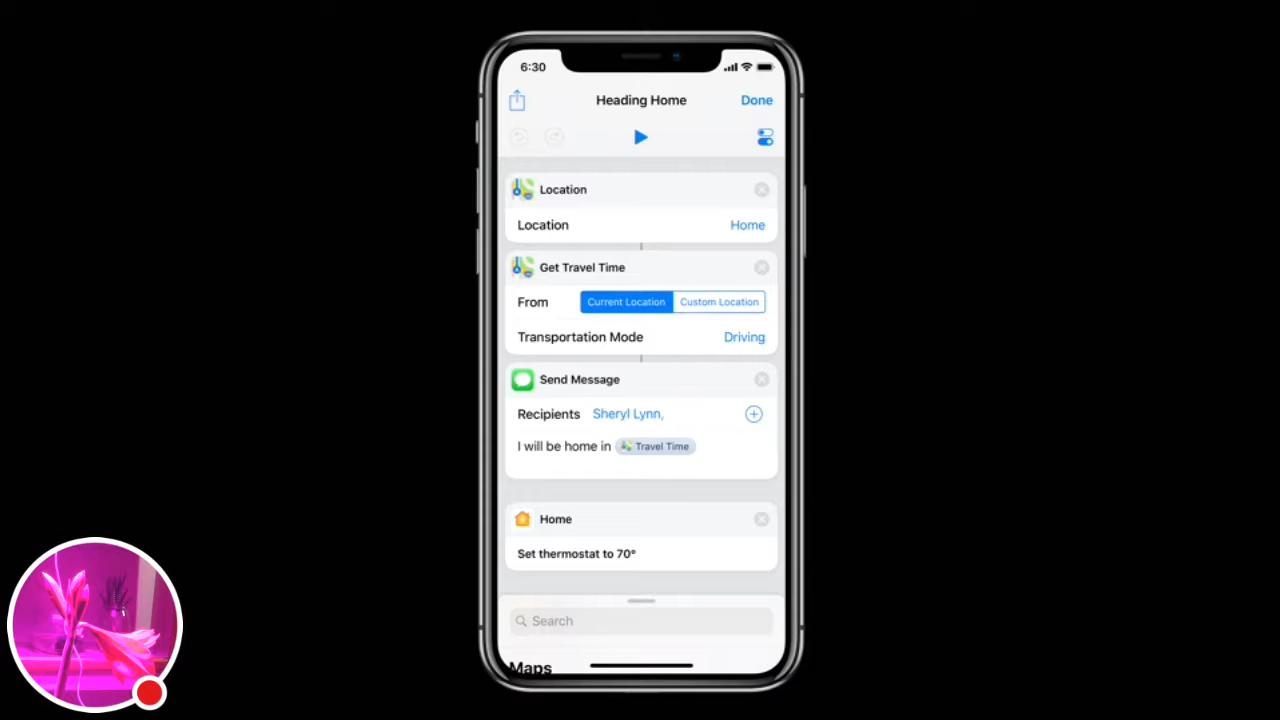 6:30
Heading Home Done
Location
Location Home
Get Travel Time
From Current Location Custom Location
Transportation Mode Driving
Send Message
Recipients Sheryl Lynn,
I will be home in Travel Time
Home
Set thermostat to 70°
Search
Maps